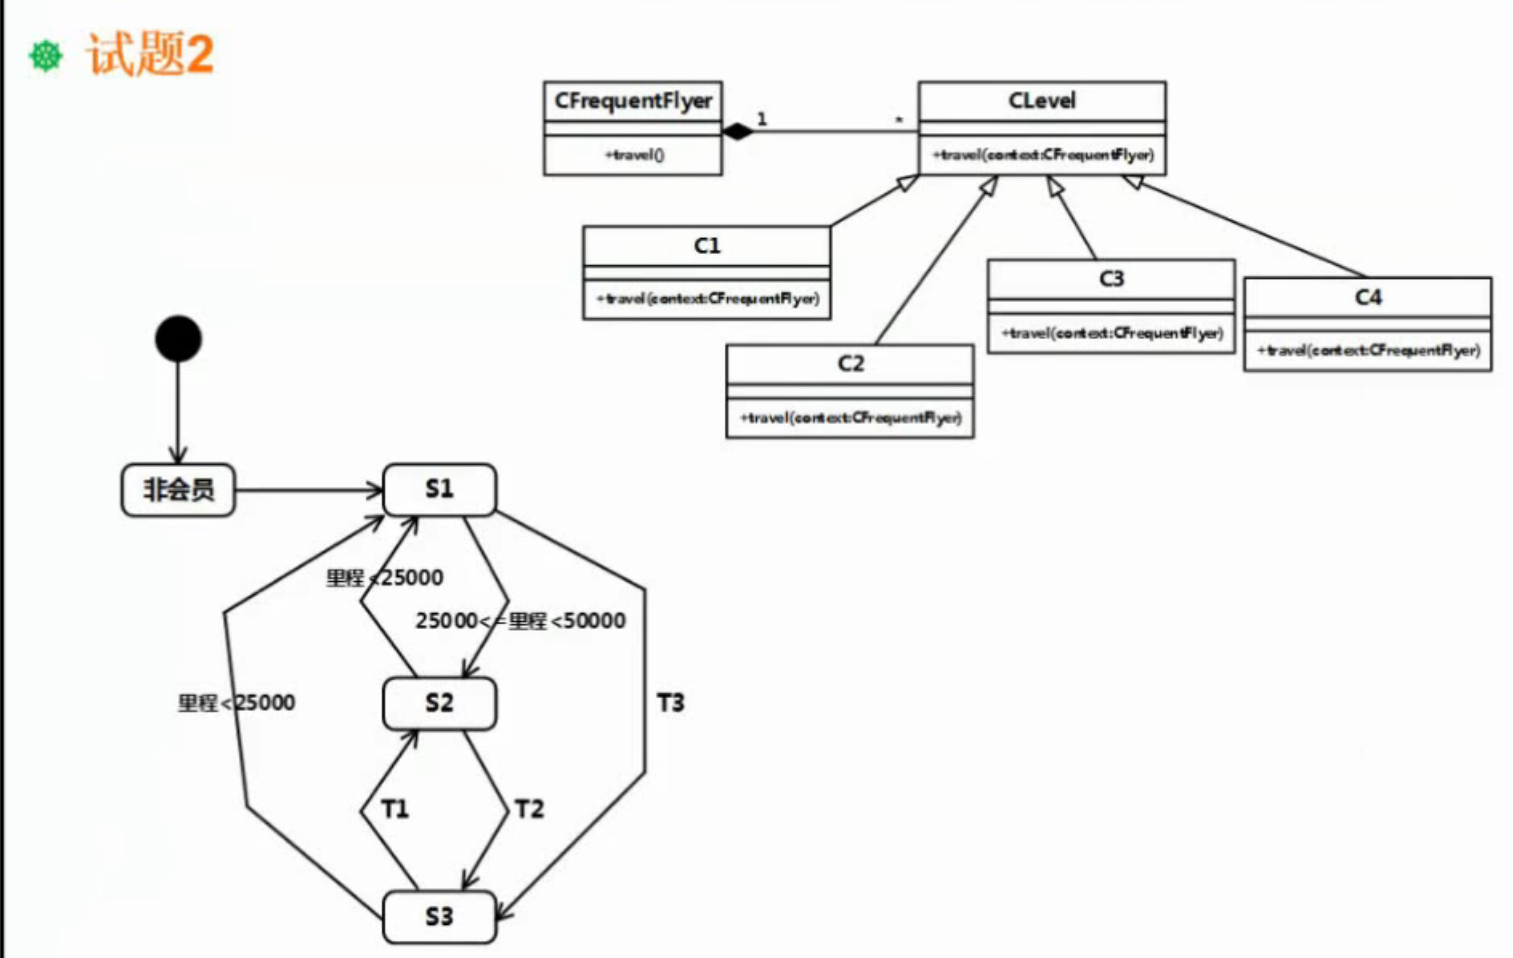 试题2
CFrequentFlyer
+travel()
1
*
CLevel
+travel(context:CFrequentFlyer)
C1
+travel(context:CFrequentFlyer)
C2
+travel(context:CFrequentFlyer)
C3
+travel(context:CFrequentFlyer)
C4
+travel(context:CFrequentFlyer)
非会员
S1
里程<25000
25000<=里程<50000
S2
里程<25000
T3
T1
T2
S3